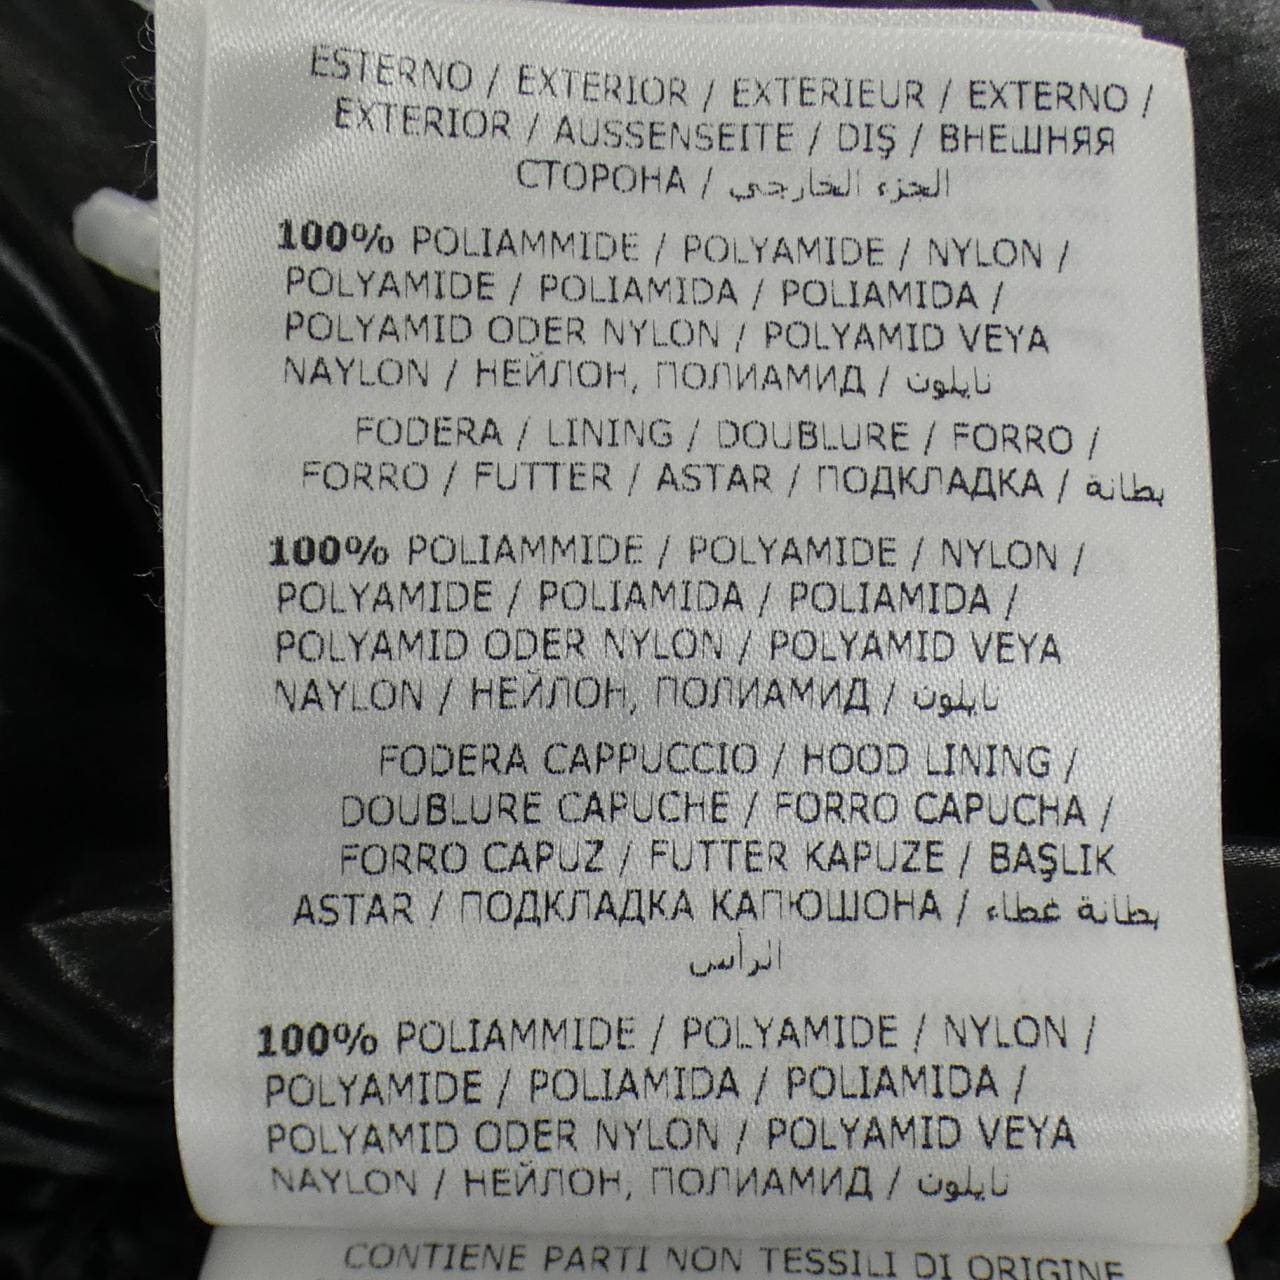 ESTERNO / EXTERIOR / EXTERIEUR / EXTERNO /
EXTERIOR / AUSSENSEITE / DIŞ / ВНЕШНЯЯ
СТОРОНА / الجزء الخارجي
100% POLIAMMIDE / POLYAMIDE / NYLON /
POLYAMIDE / POLIAMIDA / POLIAMIDA /
POLYAMID ODER NYLON / POLYAMID VEYA
NAYLON / НЕЙЛОН, ПОЛИАМИД / نايلون
FODERA / LINING / DOUBLURE / FORRO /
FORRO / FUTTER / ASTAR / ПОДКЛАДКА / بطانة
100% POLIAMMIDE / POLYAMIDE / NYLON /
POLYAMIDE / POLIAMIDA / POLIAMIDA /
POLYAMID ODER NYLON / POLYAMID VEYA
NAYLON / НЕЙЛОН, ПОЛИАМИД / نايلون
FODERA CAPPUCCIO / HOOD LINING /
DOUBLURE CAPUCHE / FORRO CAPUCHA /
FORRO CAPUZ / FUTTER KAPUZE / BAŞLIK
ASTAR / ПОДКЛАДКА КАПЮШОНА / بطانة غطاء
الرأس
100% POLIAMMIDE / POLYAMIDE / NYLON /
POLYAMIDE / POLIAMIDA / POLIAMIDA /
POLYAMID ODER NYLON / POLYAMID VEYA
NAYLON / НЕЙЛОН, ПОЛИАМИД / نايلون
CONTIENE PARTI NON TESSILI DI ORIGINE